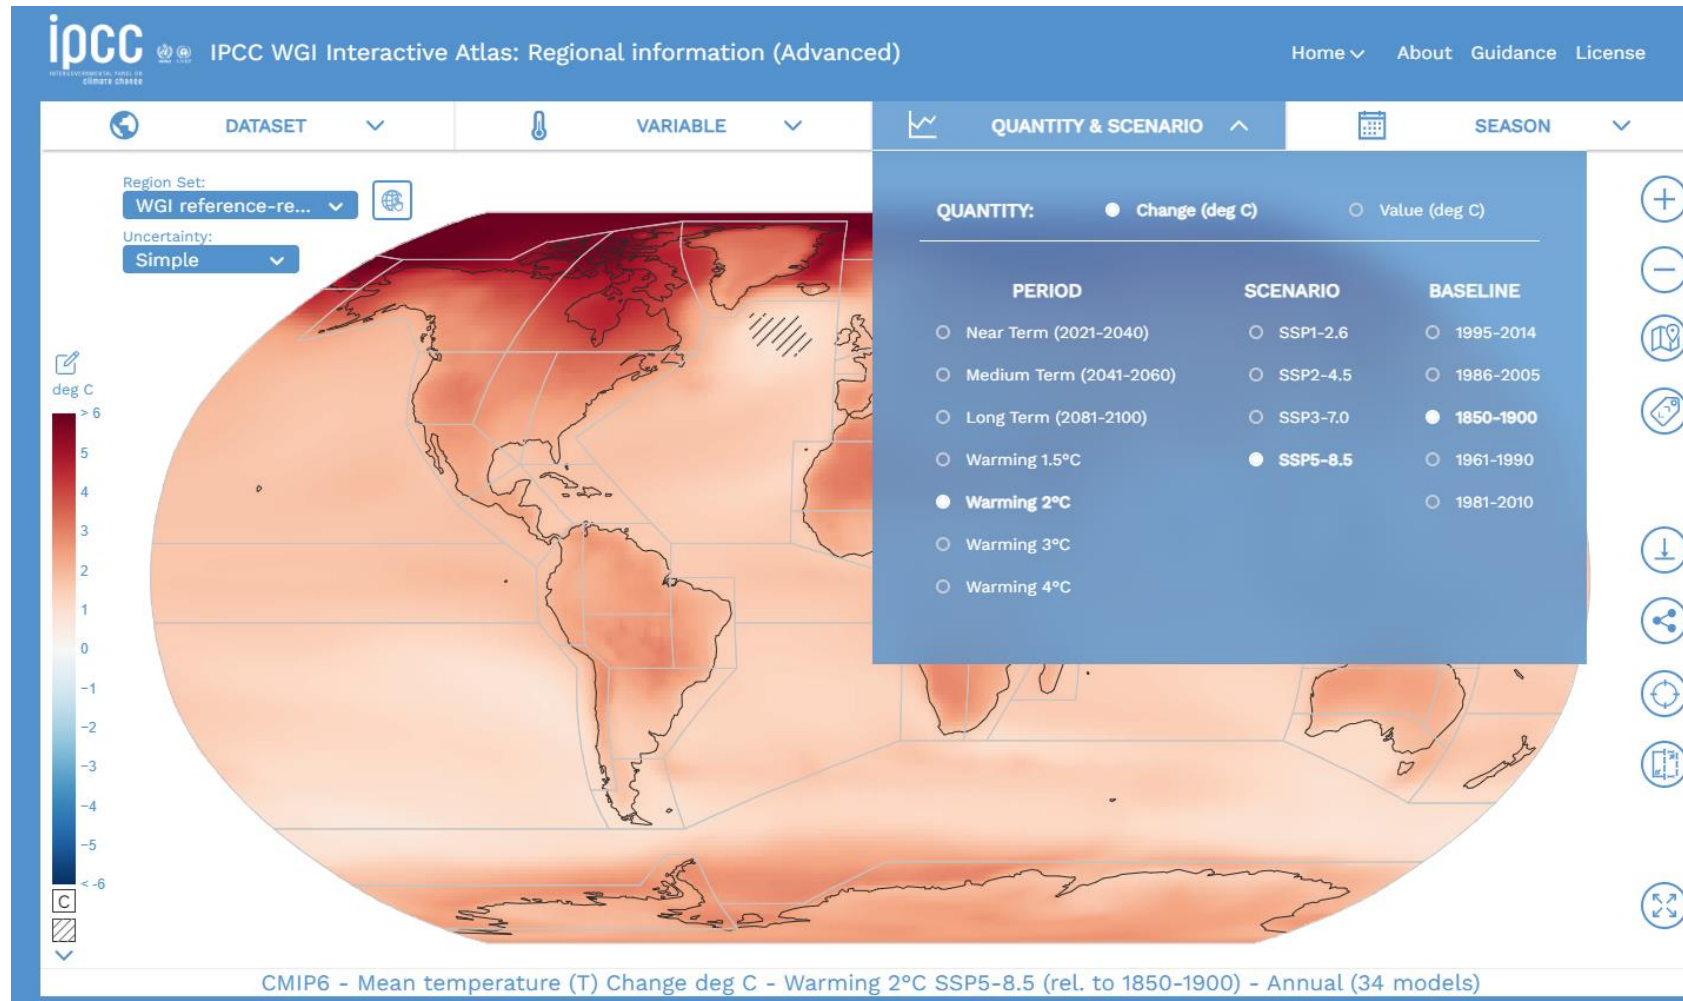 ipcc
INTERGOVERNMENTAL PANEL ON
climate change
IPCC WGI Interactive Atlas: Regional information (Advanced)
Home About Guidance License
DATASET VARIABLE QUANTITY & SCENARIO SEASON
Region Set:
WGI reference-re...
Uncertainty:
Simple
QUANTITY: Change (deg C) Value (deg C)
PERIOD SCENARIO BASELINE
Near Term (2021-2040) SSP1-2.6 1995-2014
Medium Term (2041-2060) SSP2-4.5 1986-2005
Long Term (2081-2100) SSP3-7.0 1850-1900
Warming 1.5°C SSP5-8.5 1961-1990
Warming 2°C 1981-2010
Warming 3°C
Warming 4°C
deg C
> 6
5
4
3
2
1
0
−1
−2
−3
−4
−5
< -6
C
CMIP6 - Mean temperature (T) Change deg C - Warming 2°C SSP5-8.5 (rel. to 1850-1900) - Annual (34 models)